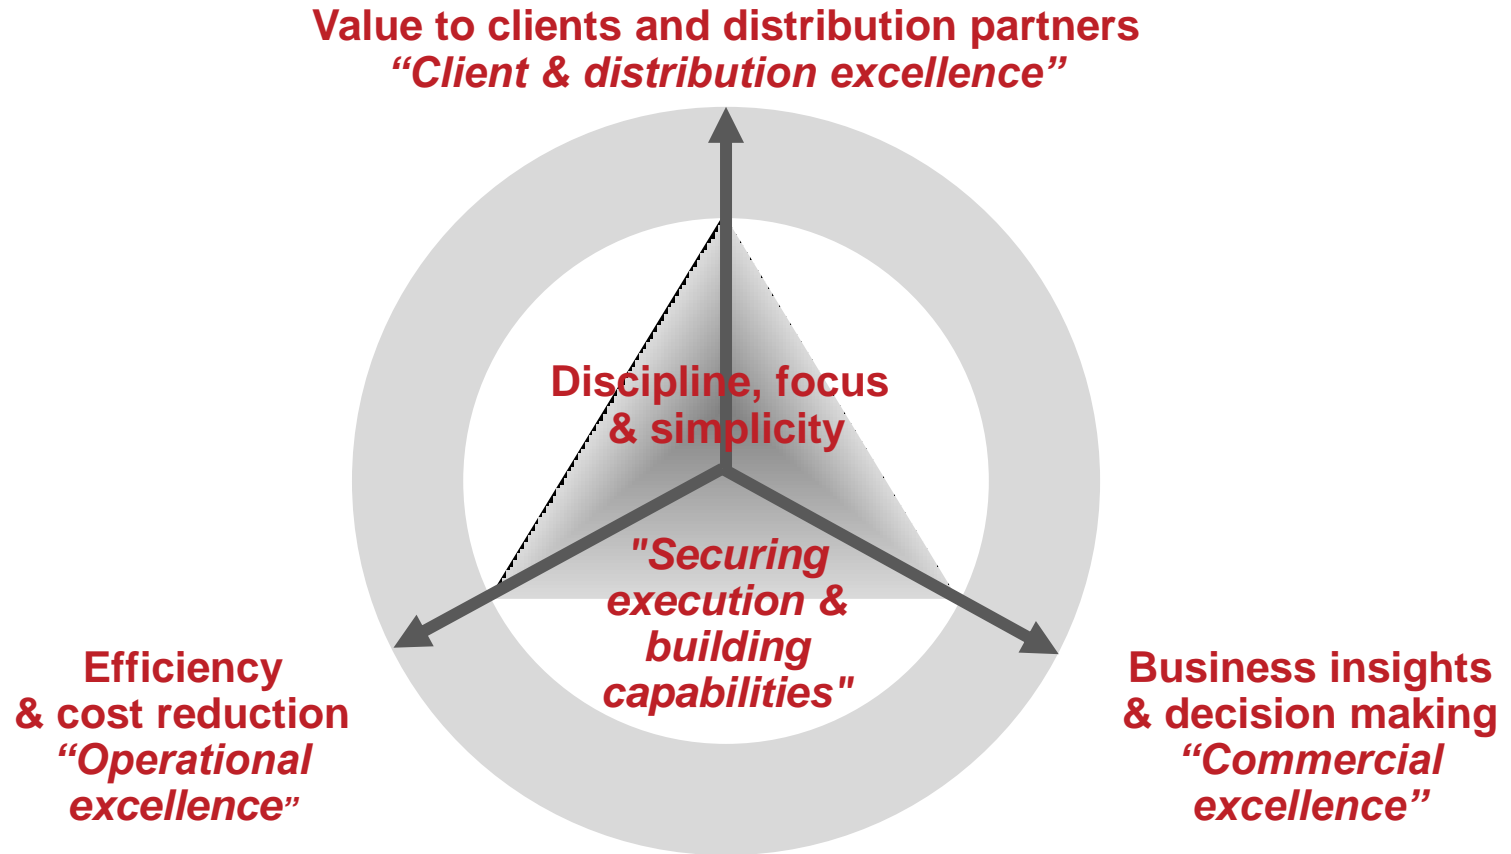 Value to clients and distribution partners
“Client & distribution excellence”
Discipline, focus
& simplicity
"Securing
execution &
building
capabilities"
Efficiency
& cost reduction
“Operational
excellence”
Business insights
& decision making
“Commercial
excellence”